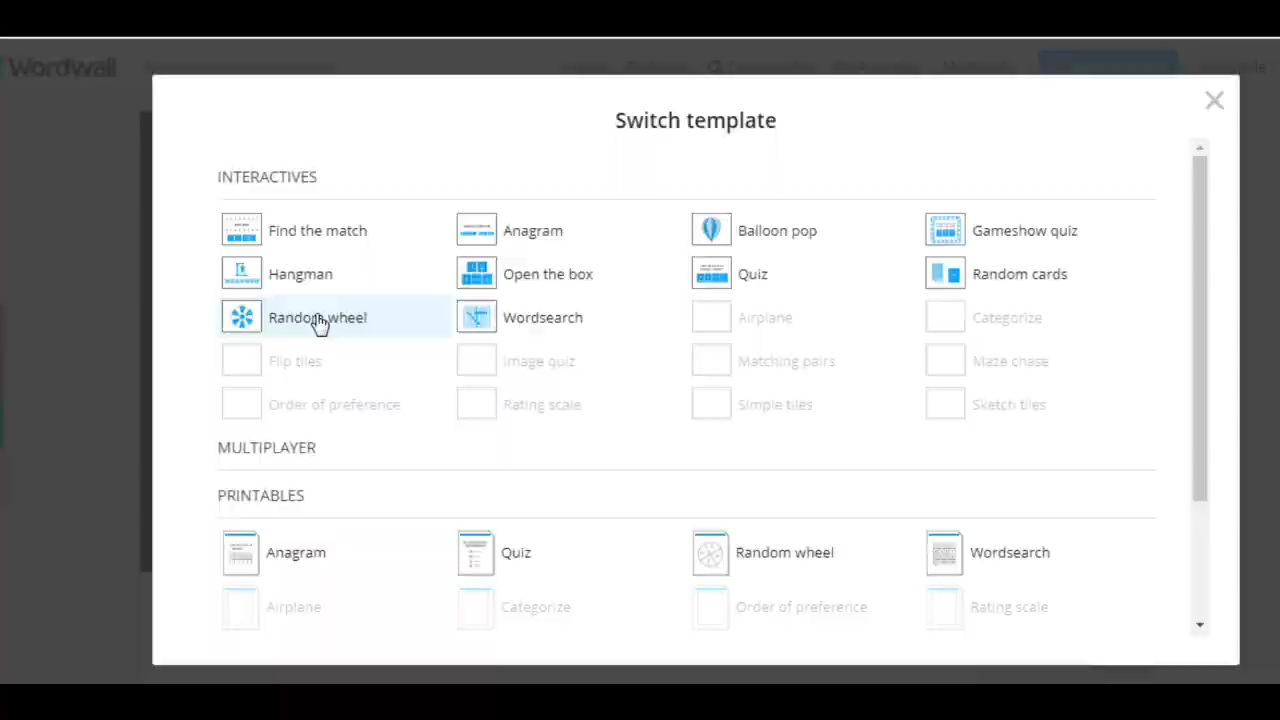 Wordwall
Switch template
INTERACTIVES
Find the match Anagram Balloon pop Gameshow quiz
Hangman Open the box Quiz Random cards
Random wheel Wordsearch Airplane Categorize
Flip tiles Image quiz Matching pairs Maze chase
Order of preference Rating scale Simple tiles Sketch tiles
MULTIPLAYER
PRINTABLES
Anagram Quiz Random wheel Wordsearch
Airplane Categorize Order of preference Rating scale